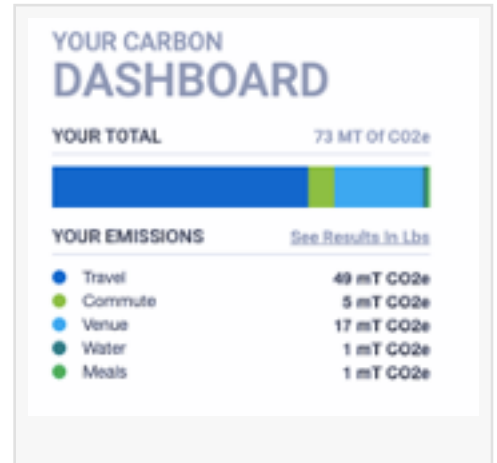 YOUR CARBON
DASHBOARD
YOUR TOTAL 73 MT Of CO2e
YOUR EMISSIONS See Results In Lbs
Travel 49 mT CO2e
Commute 5 mT CO2e
Venue 17 mT CO2e
Water 1 mT CO2e
Meals 1 mT CO2e